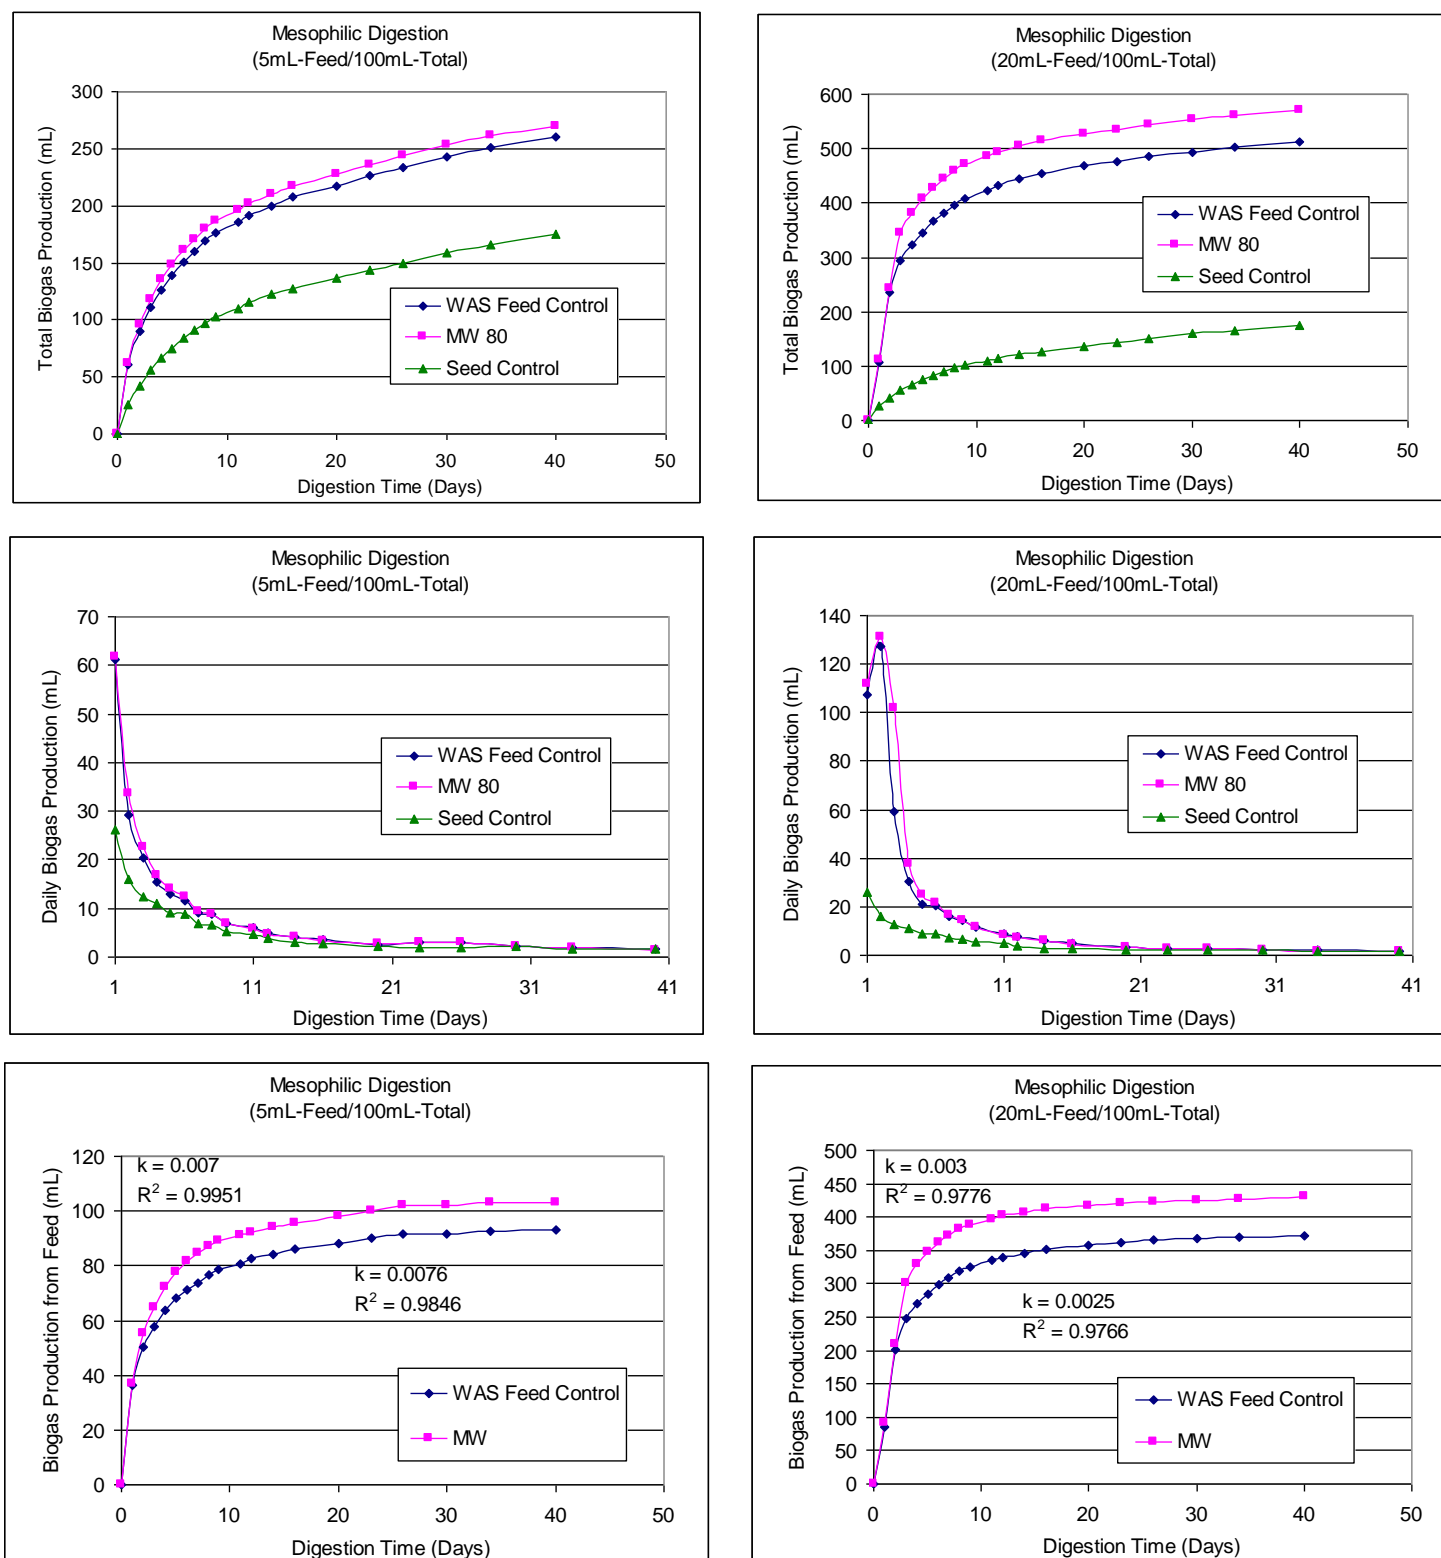 Mesophilic Digestion
(5mL-Feed/100mL-Total)
Total Biogas Production (mL)
300
250
200
150
100
50
0
0 10 20 30 40 50
Digestion Time (Days)
WAS Feed Control
MW 80
Seed Control
Mesophilic Digestion
(20mL-Feed/100mL-Total)
Total Biogas Production (mL)
600
500
400
300
200
100
0
0 10 20 30 40 50
Digestion Time (Days)
WAS Feed Control
MW 80
Seed Control
Mesophilic Digestion
(5mL-Feed/100mL-Total)
Daily Biogas Production (mL)
70
60
50
40
30
20
10
0
1 11 21 31 41
Digestion Time (Days)
WAS Feed Control
MW 80
Seed Control
Mesophilic Digestion
(20mL-Feed/100mL-Total)
Daily Biogas Production (mL)
140
120
100
80
60
40
20
0
1 11 21 31 41
Digestion Time (Days)
WAS Feed Control
MW 80
Seed Control
Mesophilic Digestion
(5mL-Feed/100mL-Total)
Biogas Production from Feed (mL)
120
100
80
60
40
20
0
0 10 20 30 40 50
Digestion Time (Days)
k = 0.007
R² = 0.9951
k = 0.0076
R² = 0.9846
WAS Feed Control
MW
Mesophilic Digestion
(20mL-Feed/100mL-Total)
Biogas Production from Feed (mL)
500
450
400
350
300
250
200
150
100
50
0
0 10 20 30 40 50
Digestion Time (Days)
k = 0.003
R² = 0.9776
k = 0.0025
R² = 0.9766
WAS Feed Control
MW